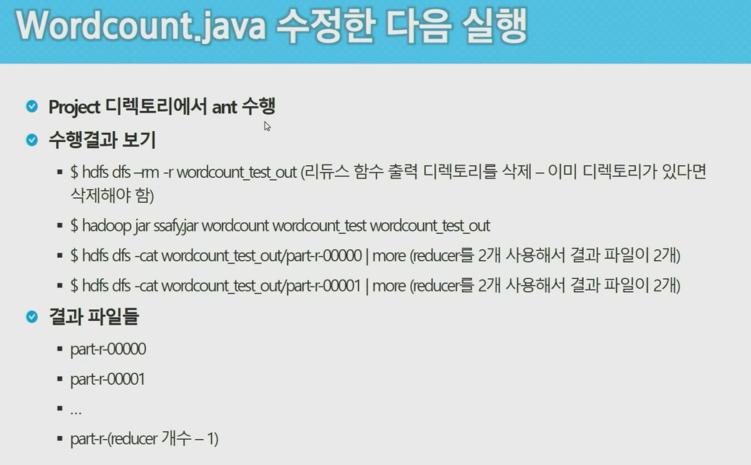 Wordcount.java 수정한 다음 실행
Project 디렉토리에서 ant 수행
수행결과 보기
$ hdfs dfs –rm -r wordcount_test_out (리듀스 함수 출력 디렉토리를 삭제 – 이미 디렉토리가 있다면
삭제해야 함)
$ hadoop jar ssafy.jar wordcount wordcount_test wordcount_test_out
$ hdfs dfs -cat wordcount_test_out/part-r-00000 | more (reducer를 2개 사용해서 결과 파일이 2개)
$ hdfs dfs -cat wordcount_test_out/part-r-00001 | more (reducer를 2개 사용해서 결과 파일이 2개)
결과 파일들
part-r-00000
part-r-00001
...
part-r-(reducer 개수 – 1)